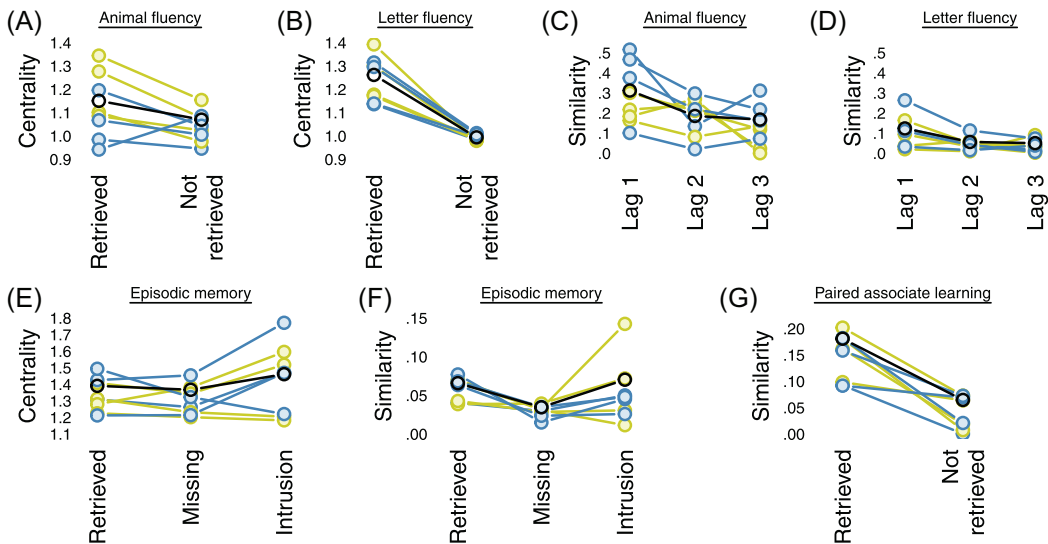 (A)
Animal fluency
Centrality
1.4
1.3
1.2
1.1
1.0
0.9
Retrieved
Not
retrieved
(B)
Letter fluency
Centrality
1.4
1.3
1.2
1.1
1.0
0.9
Retrieved
Not
retrieved
(C)
Animal fluency
Similarity
.5
.4
.3
.2
.1
.0
Lag 1
Lag 2
Lag 3
(D)
Letter fluency
Similarity
.5
.4
.3
.2
.1
.0
Lag 1
Lag 2
Lag 3
(E)
Episodic memory
Centrality
1.8
1.7
1.6
1.5
1.4
1.3
1.2
1.1
Retrieved
Missing
Intrusion
(F)
Episodic memory
Similarity
.15
.10
.05
.00
Retrieved
Missing
Intrusion
(G)
Paired associate learning
Similarity
.20
.15
.10
.05
.00
Retrieved
Not
retrieved